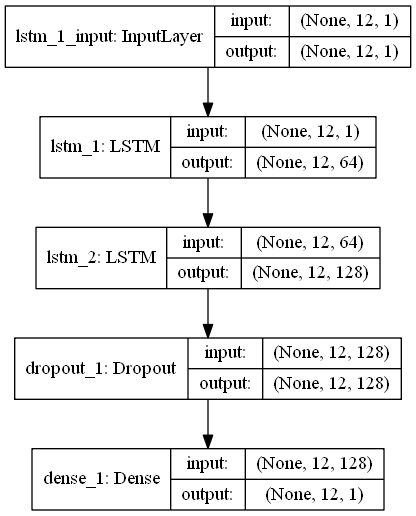 lstm_1_input: InputLayer
input: (None, 12, 1)
output: (None, 12, 1)
lstm_1: LSTM
input: (None, 12, 1)
output: (None, 12, 64)
lstm_2: LSTM
input: (None, 12, 64)
output: (None, 12, 128)
dropout_1: Dropout
input: (None, 12, 128)
output: (None, 12, 128)
dense_1: Dense
input: (None, 12, 128)
output: (None, 12, 1)